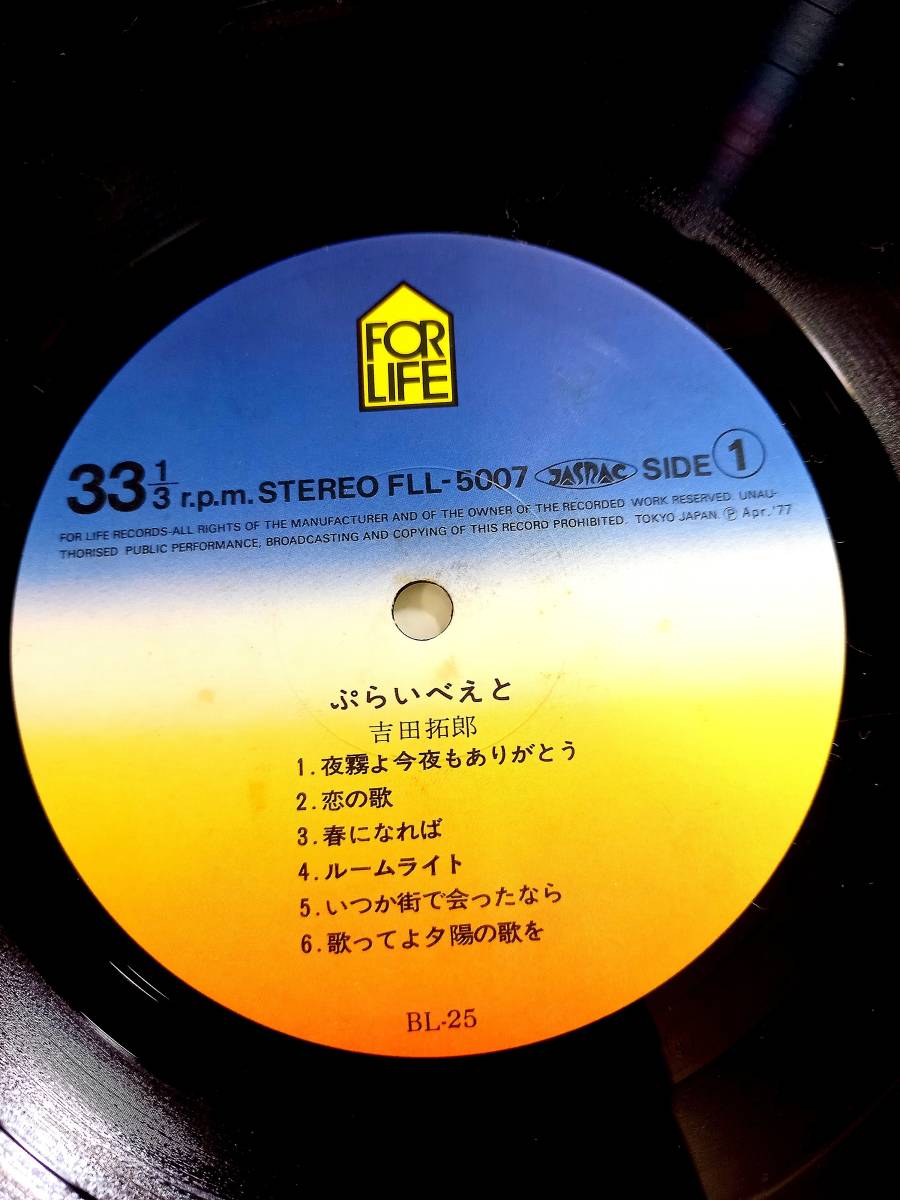 FOR
LIFE
33 1/3 r.p.m. STEREO FLL-5007 JASRAC SIDE 1
FOR LIFE RECORDS-ALL RIGHTS OF THE MANUFACTURER AND OF THE OWNER OF THE RECORDED WORK RESERVED. UNAU-
THORISED PUBLIC PERFORMANCE, BROADCASTING AND COPYING OF THIS RECORD PROHIBITED. TOKYO JAPAN. Ⓟ Apr.'77
ぷらいべえと
吉田拓郎
1.夜霧よ今夜もありがとう
2.恋の歌
3.春になれば
4.ルームライト
5.いつか街で会ったなら
6.歌ってよ夕陽の歌を
BL-25